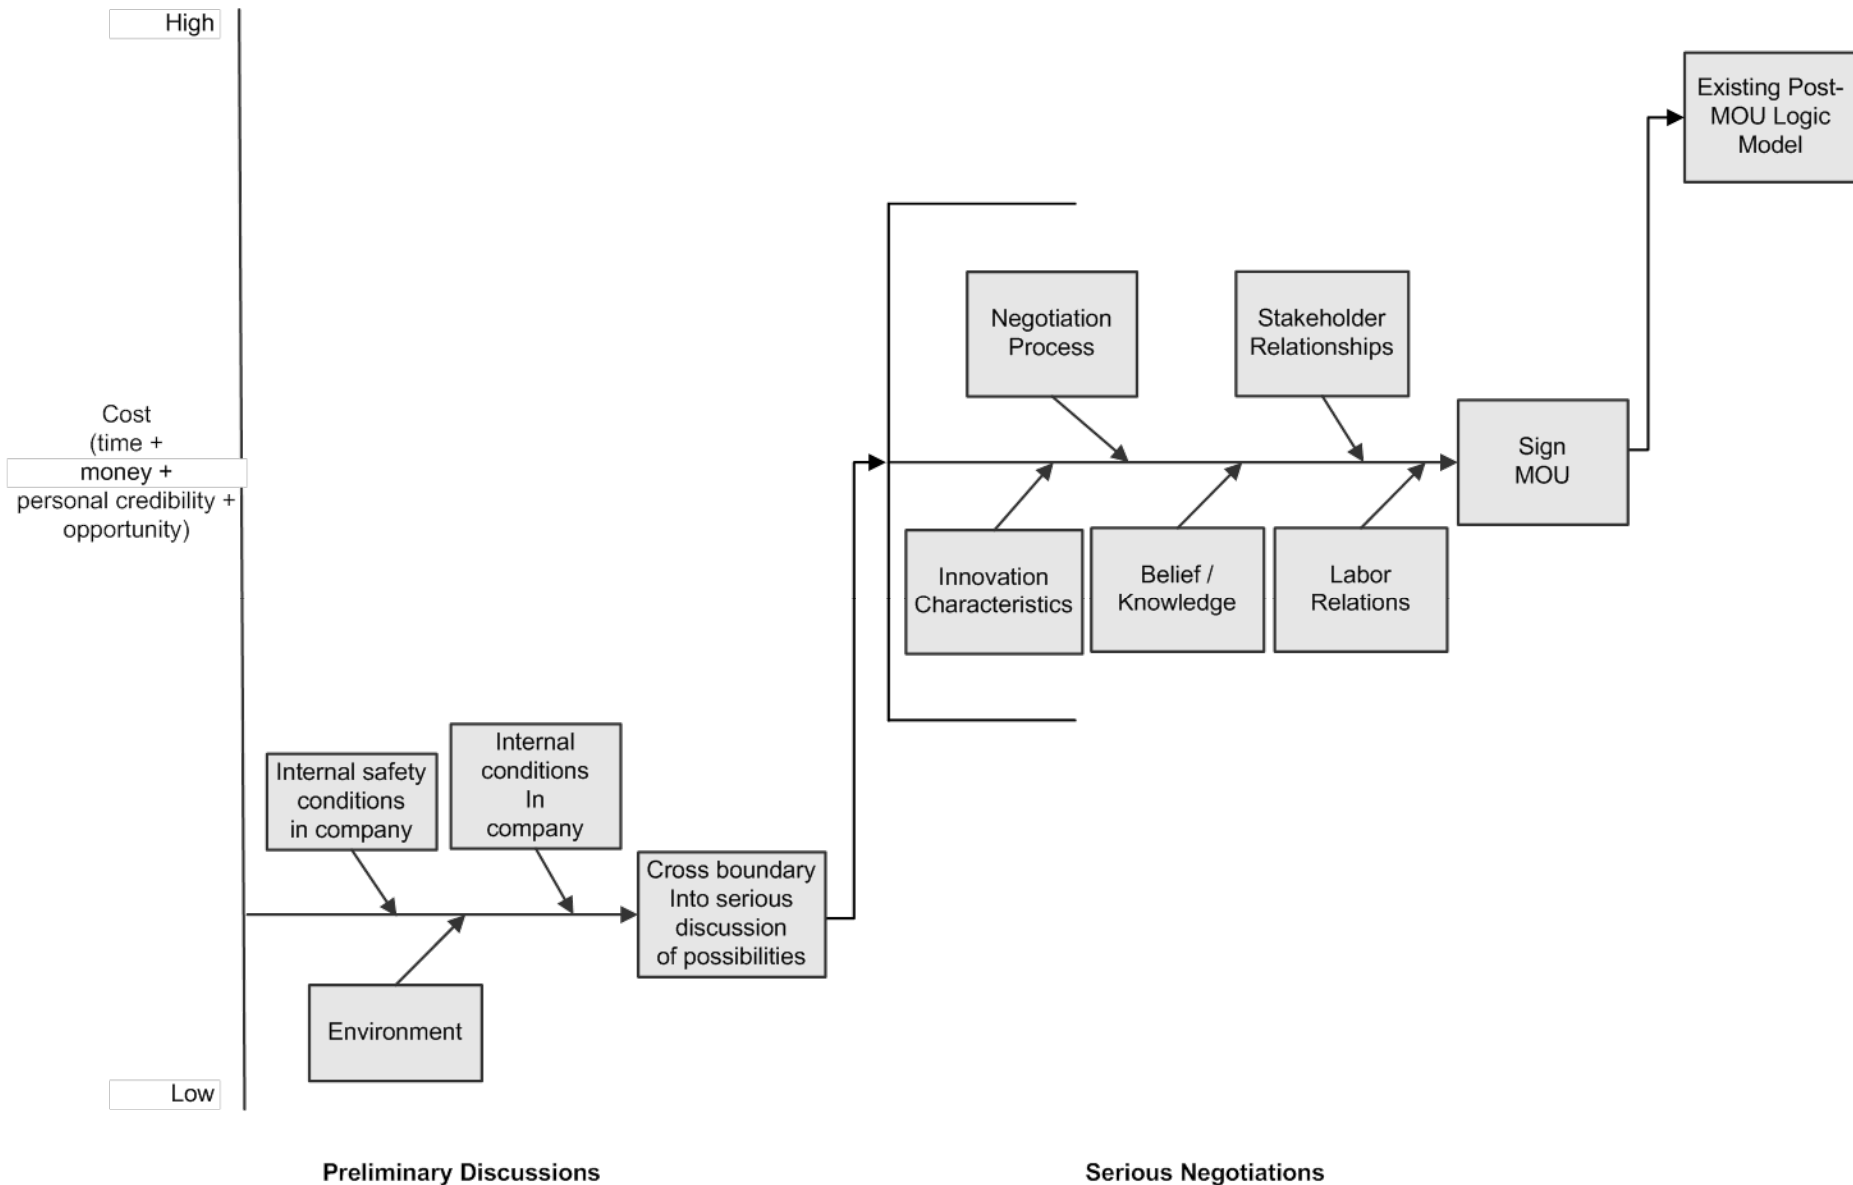 High
Existing Post-
MOU Logic
Model
Negotiation
Process
Stakeholder
Relationships
Cost
(time +
money +
personal credibility +
opportunity)
Sign
MOU
Innovation
Characteristics
Belief /
Knowledge
Labor
Relations
Internal safety
conditions
in company
Internal
conditions
In
company
Cross boundary
Into serious
discussion
of possibilities
Environment
Low
Preliminary Discussions
Serious Negotiations